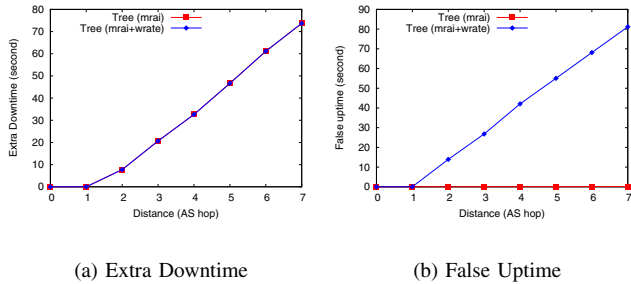 Tree (mrai)
Tree (mrai+wrate)
80
70
60
50
40
30
20
10
0
Extra Downtime (second)
0 1 2 3 4 5 6 7
Distance (AS hop)
(a) Extra Downtime
Tree (mrai)
Tree (mrai+wrate)
90
80
70
60
50
40
30
20
10
0
False uptime (second)
0 1 2 3 4 5 6 7
Distance (AS hop)
(b) False Uptime